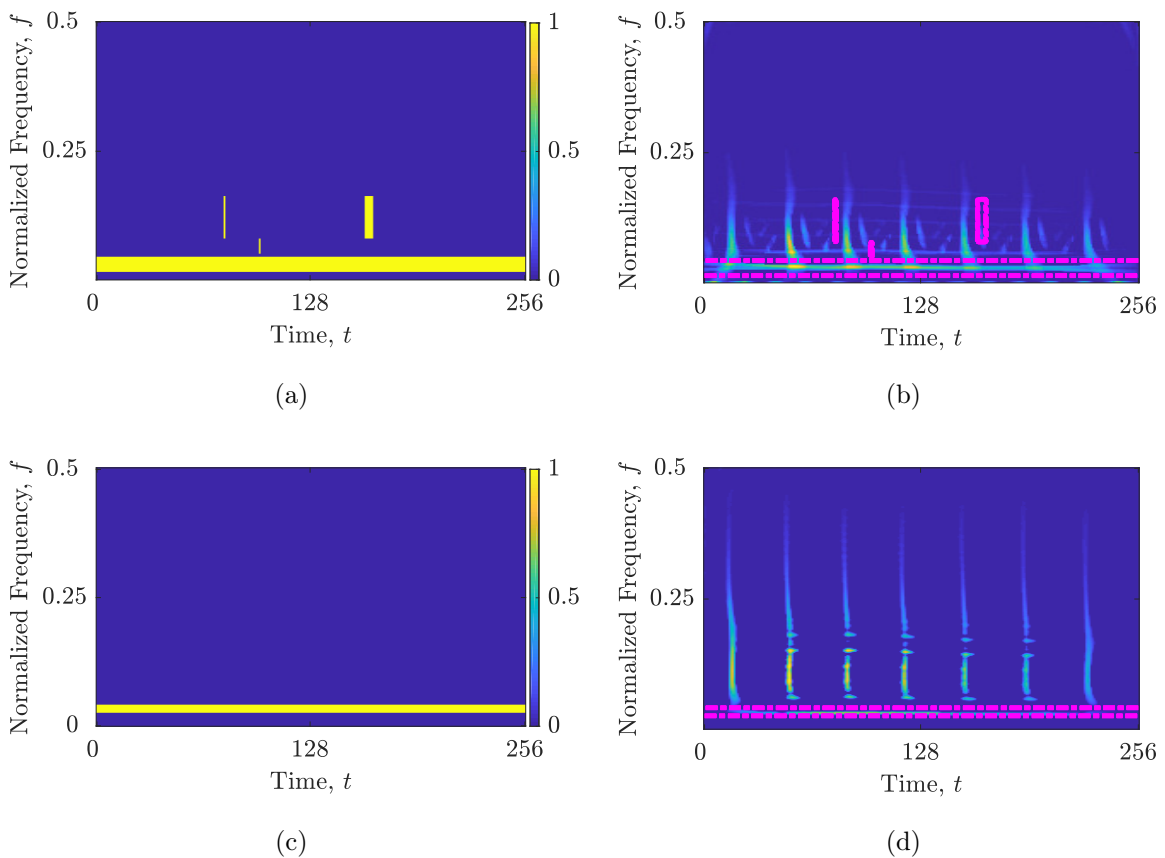 0.5
0.25
0
128
256
Normalized Frequency, f
Time, t
1
0.5
0
(a)
0.5
0.25
0
128
256
Normalized Frequency, f
Time, t
(b)
0.5
0.25
0
0
128
256
Normalized Frequency, f
Time, t
1
0.5
0
(c)
0.5
0.25
0
128
256
Normalized Frequency, f
Time, t
(d)